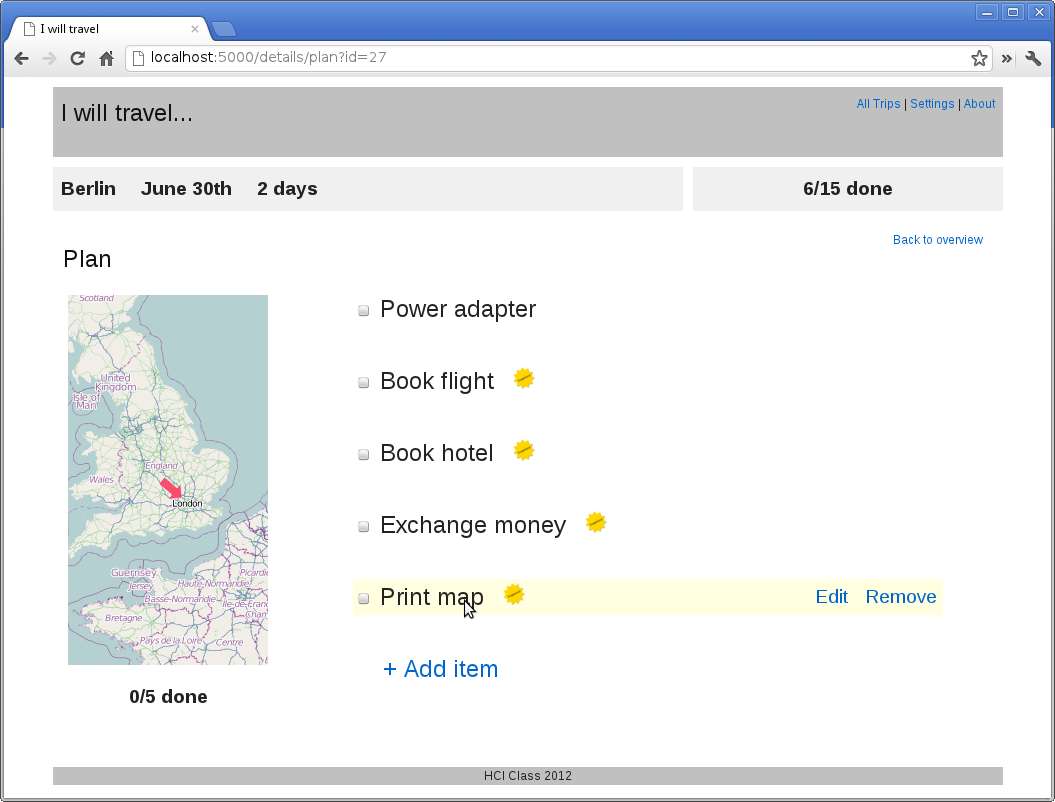 I will travel
localhost:5000/details/plan?id=27
I will travel...
All Trips | Settings | About
Berlin June 30th 2 days
6/15 done
Back to overview
Plan
Scotland
United
Kingdom
Isle of
Man
England
Wales
London
Guernsey
Jersey
Picardie
Haute-Normandie
Basse-Normandie
Île-de-France
Cham
Bretagne
Pays de la Loire
Centre
0/5 done
Power adapter
Book flight
Book hotel
Exchange money
Print map Edit Remove
+ Add item
HCI Class 2012